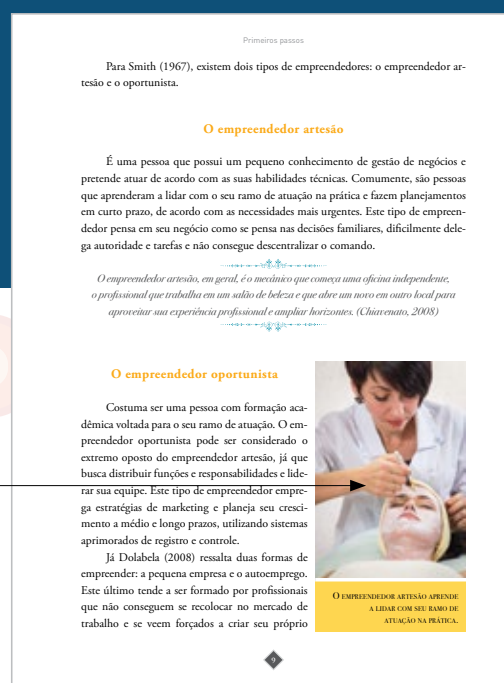 Primeiros passos
Para Smith (1967), existem dois tipos de empreendedores: o empreendedor ar-
tesão e o oportunista.
O empreendedor artesão
É uma pessoa que possui um pequeno conhecimento de gestão de negócios e
pretende atuar de acordo com as suas habilidades técnicas. Comumente, são pessoas
que aprenderam a lidar com o seu ramo de atuação na prática e fazem planejamentos
em curto prazo, de acordo com as necessidades mais urgentes. Este tipo de empreen-
dedor pensa em seu negócio como se pensa nas decisões familiares, dificilmente dele-
ga autoridade e tarefas e não consegue descentralizar o comando.
O empreendedor artesão, em geral, é o mecânico que começa uma oficina independente,
o profissional que trabalha em um salão de beleza e que abre um novo em outro local para
aproveitar sua experiência profissional e ampliar horizontes. (Chiavenato, 2008)
O empreendedor oportunista
Costuma ser uma pessoa com formação aca-
dêmica voltada para o seu ramo de atuação. O em-
preendedor oportunista pode ser considerado o
extremo oposto do empreendedor artesão, já que
busca distribuir funções e responsabilidades e lide-
rar sua equipe. Este tipo de empreendedor empre-
ga estratégias de marketing e planeja seu cresci-
mento a médio e longo prazos, utilizando sistemas
aprimorados de registro e controle.
Já Dolabela (2008) ressalta duas formas de
empreender: a pequena empresa e o autoemprego.
Este último tende a ser formado por profissionais
que não conseguem se recolocar no mercado de
trabalho e se veem forçados a criar seu próprio
O empreendedor artesão aprende
a lidar com seu ramo de
atuação na prática.
9